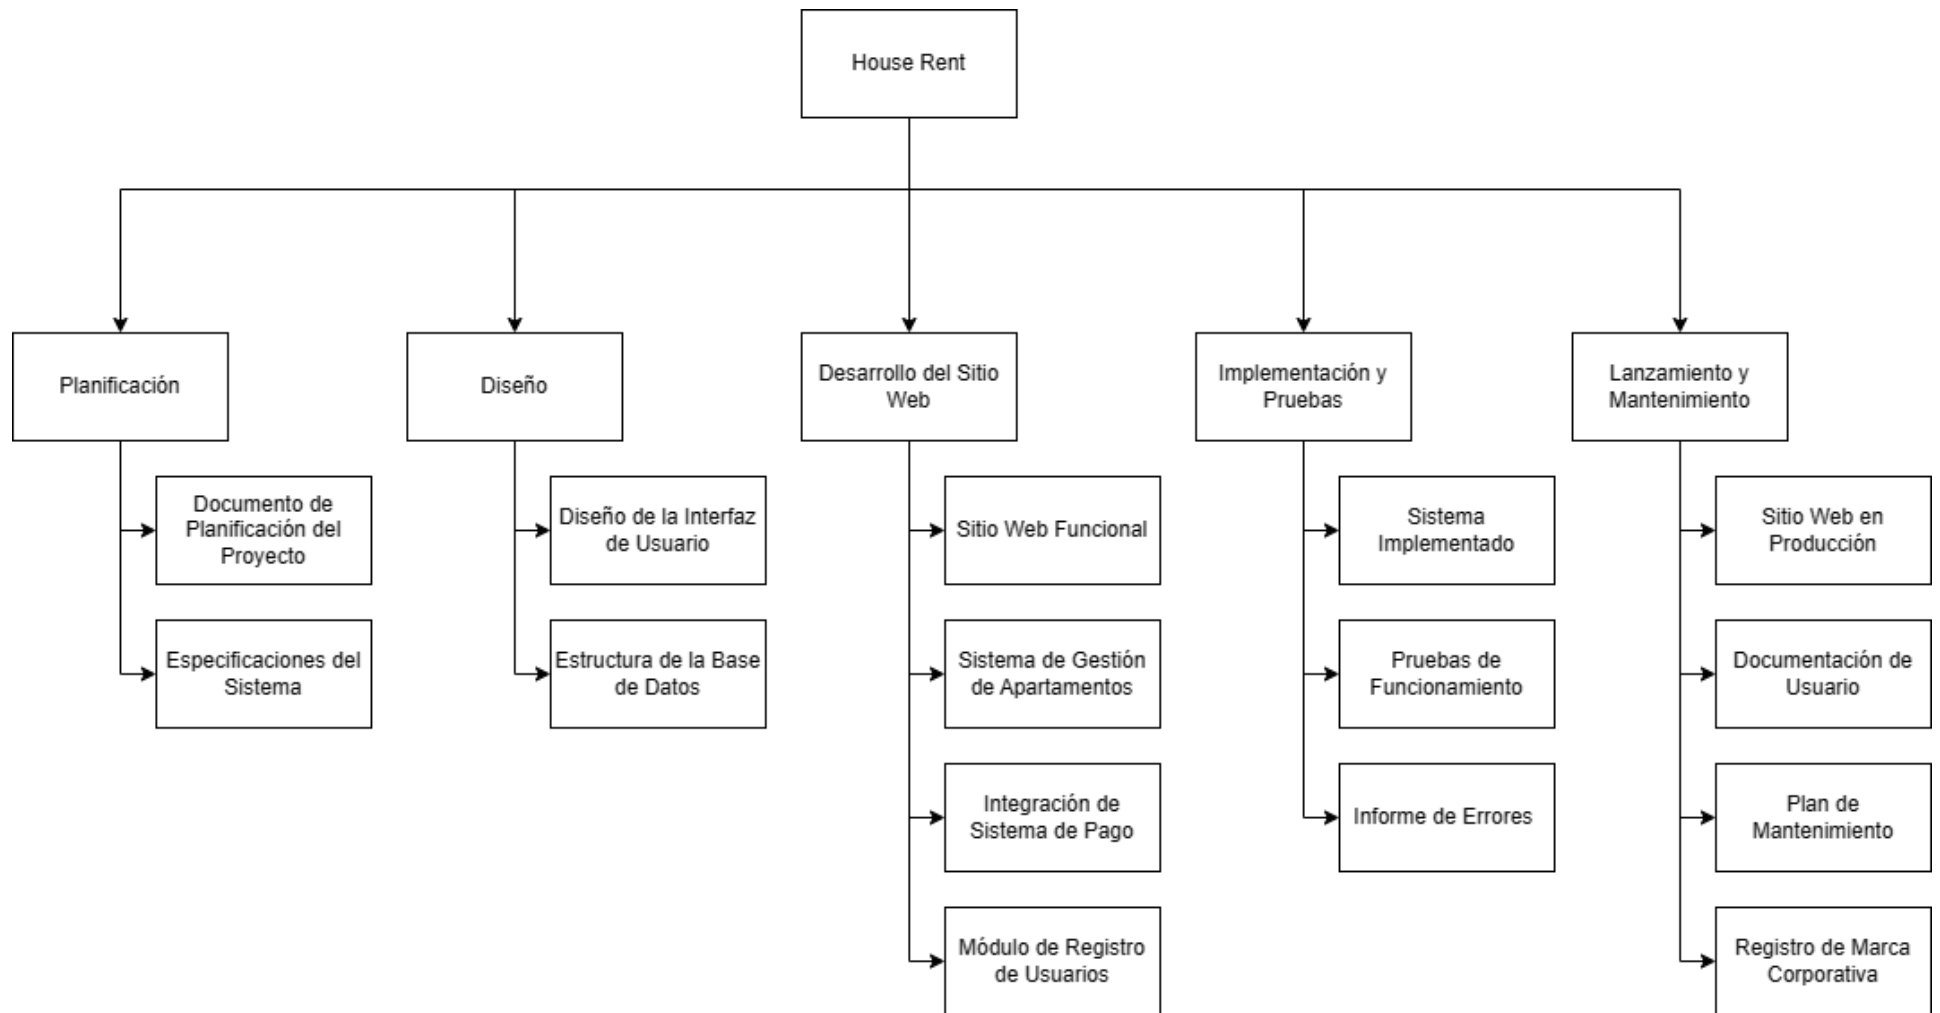 House Rent
Planificación
Diseño
Desarrollo del Sitio
Web
Implementación y
Pruebas
Lanzamiento y
Mantenimiento
Documento de
Planificación del
Proyecto
Especificaciones del
Sistema
Diseño de la Interfaz
de Usuario
Estructura de la Base
de Datos
Sitio Web Funcional
Sistema de Gestión
de Apartamentos
Integración de
Sistema de Pago
Módulo de Registro
de Usuarios
Sistema
Implementado
Pruebas de
Funcionamiento
Informe de Errores
Sitio Web en
Producción
Documentación de
Usuario
Plan de
Mantenimiento
Registro de Marca
Corporativa